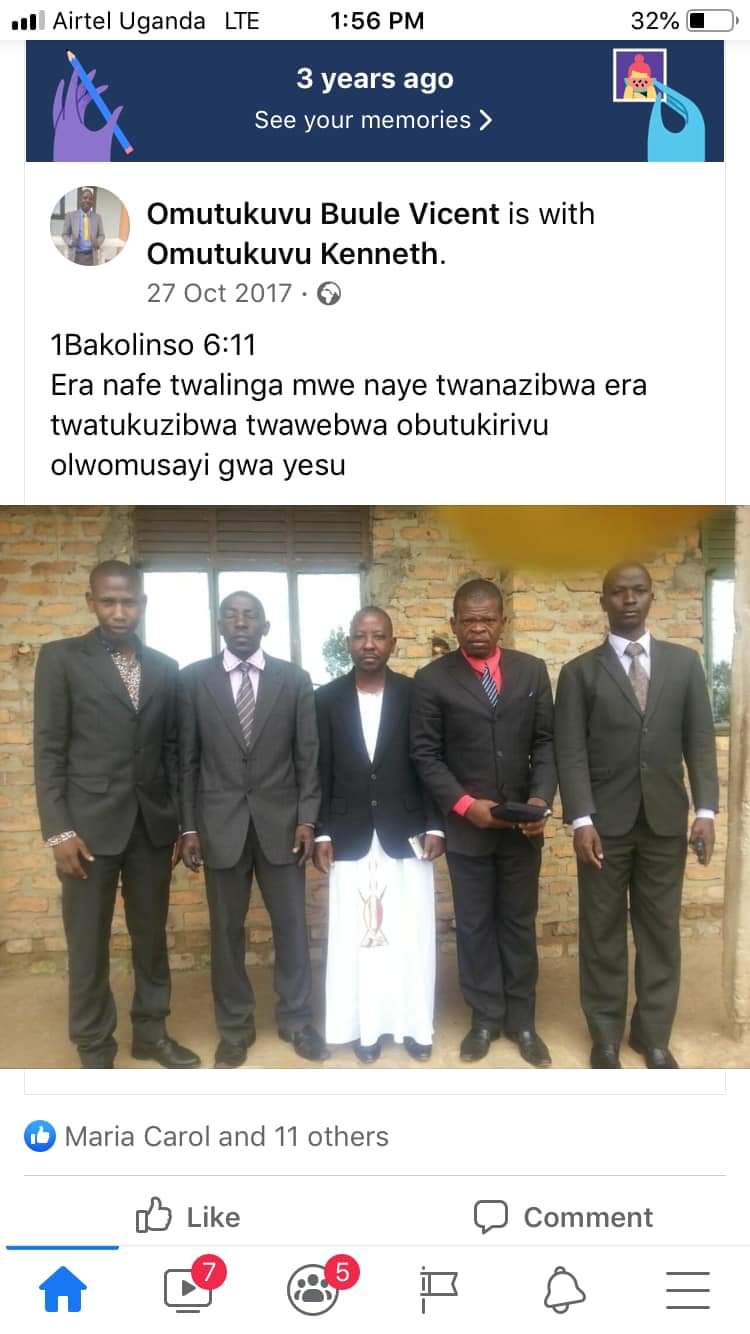 Airtel Uganda LTE 1:56 PM 32%
3 years ago
See your memories
Omutukuvu Buule Vicent is with
Omutukuvu Kenneth.
27 Oct 2017 ·
1Bakolinso 6:11
Era nafe twalinga mwe naye twanazibwa era
twatukuzibwa twawebwa obutukirivu
olwomusayi gwa yesu
Maria Carol and 11 others
Like Comment
7 5